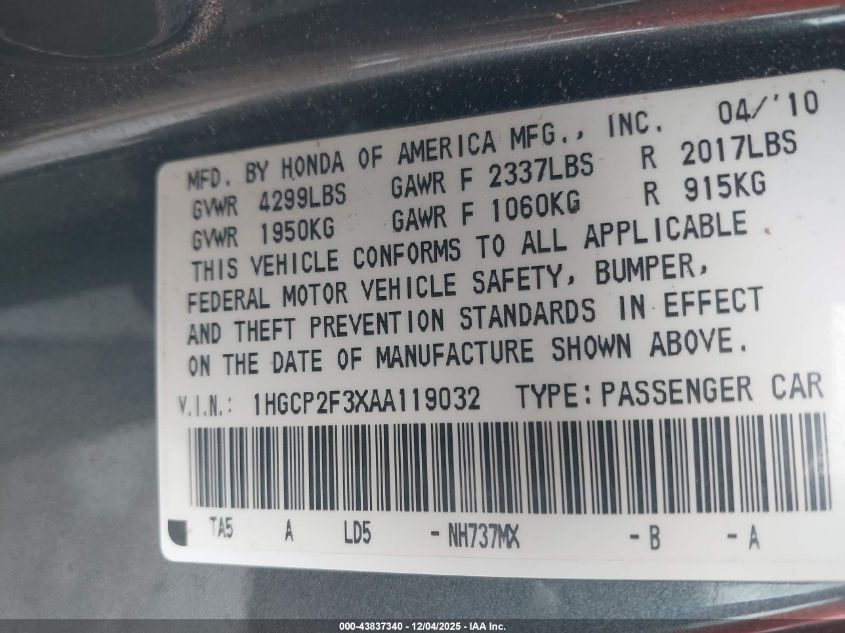 MFD. BY HONDA OF AMERICA MFG., INC. 04/'10
GVWR 4299LBS GAWR F 2337LBS R 2017LBS
GVWR 1950KG GAWR F 1060KG R 915KG
THIS VEHICLE CONFORMS TO ALL APPLICABLE
FEDERAL MOTOR VEHICLE SAFETY, BUMPER,
AND THEFT PREVENTION STANDARDS IN EFFECT
ON THE DATE OF MANUFACTURE SHOWN ABOVE.
V.I.N.: 1HGCP2F3XAA119032 TYPE: PASSENGER CAR
TA5 A LD5 - NH737MX - B - A
000-43837340 - 12/04/2025 - IAA Inc.